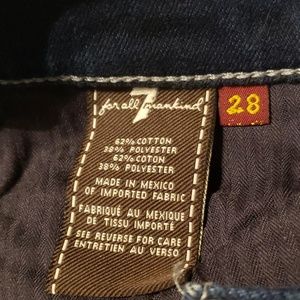 7
for all mankind
28
62% COTTON
38% POLYESTER
62% COTON
38% POLYESTER
MADE IN MEXICO
OF IMPORTED FABRIC
FABRIQUÉ AU MEXIQUE
DE TISSU IMPORTÉ
SEE REVERSE FOR CARE
ENTRETIEN AU VERSO